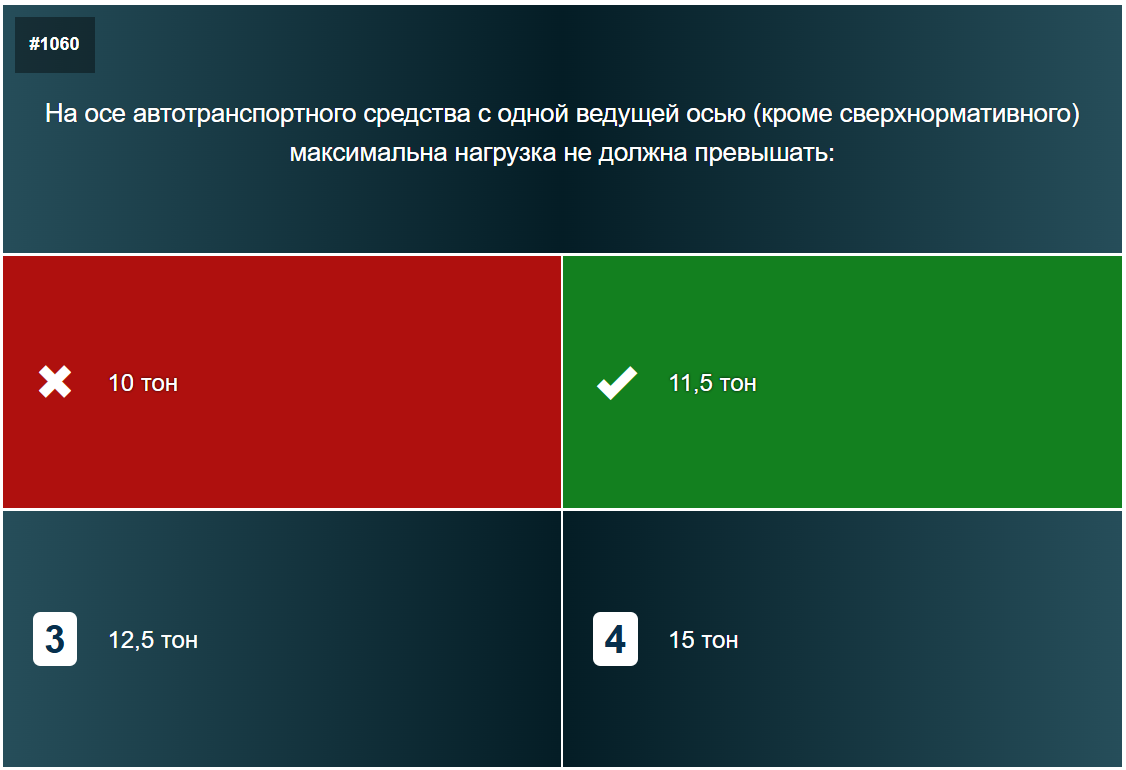 #1060
На осе автотранспортного средства с одной ведущей осью (кроме сверхнормативного)
максимальна нагрузка не должна превышать:
10 тон
11,5 тон
3 12,5 тон
4 15 тон